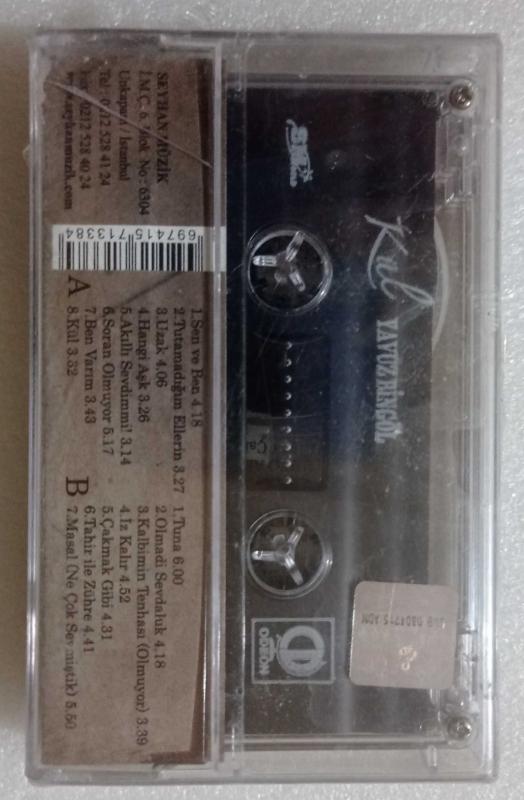 SEYHAN MÜZİK
İ.M.Ç. 6. Blok. No : 6304
Unkapanı / İstanbul
Tel : 0212 528 41 24
Fax: 0212 528 40 24
www.seyhanmuzik.com
697415 713384
A
1.Sen ve Ben 4.18
2.Tutamadığım Ellerin 3.27
3.Uzak 4.06
4.Hangi Aşk 3.26
5.Akıllı Sevdimmi! 3.14
6.Soran Olmuyor 5.17
7.Ben Varım 3.43
8.Kül 3.32
B
1.Tuna 6.00
2.Olmadi Sevdaluk 4.18
3.Kalbimin Tenhası (Olmuyor) 3.39
4.İz Kalır 4.52
5.Çakmak Gibi 4.31
6.Tahir ile Zühre 4.41
7.Masal (Ne Çok Sevmiştik) 5.50
Kül
YAVUZ BİNGÖL
ODEON